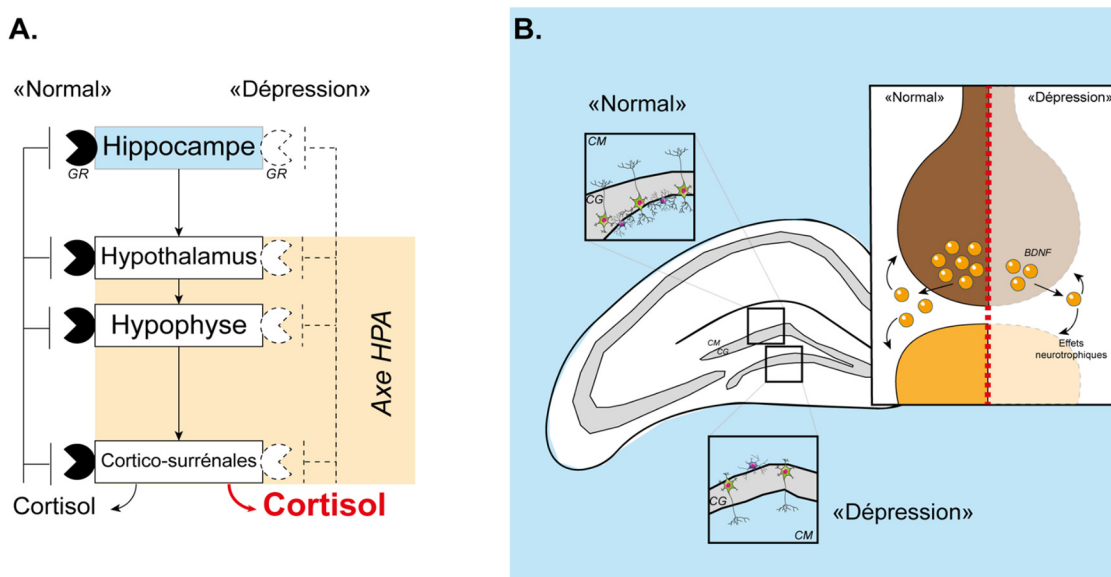 A.
«Normal»
«Dépression»
Hippocampe
GR
GR
Hypothalamus
Hypophyse
Axe HPA
Cortico-surrénales
Cortisol
Cortisol
B.
«Normal»
CM
CG
CM
CG
CG
CM
«Dépression»
«Normal»
«Dépression»
BDNF
Effets
neurotrophiques